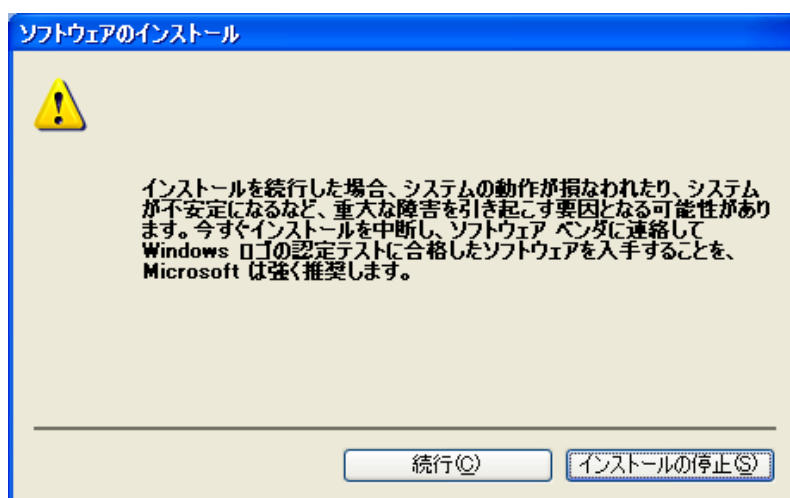 ソフトウェアのインストール
インストールを続行した場合、システムの動作が損なわれたり、システム
が不安定になるなど、重大な障害を引き起こす要因となる可能性があり
ます。今すぐインストールを中断し、ソフトウェア ベンダに連絡して
Windows ロゴの認定テストに合格したソフトウェアを入手することを、
Microsoft は強く推奨します。
続行(C)
インストールの停止(S)